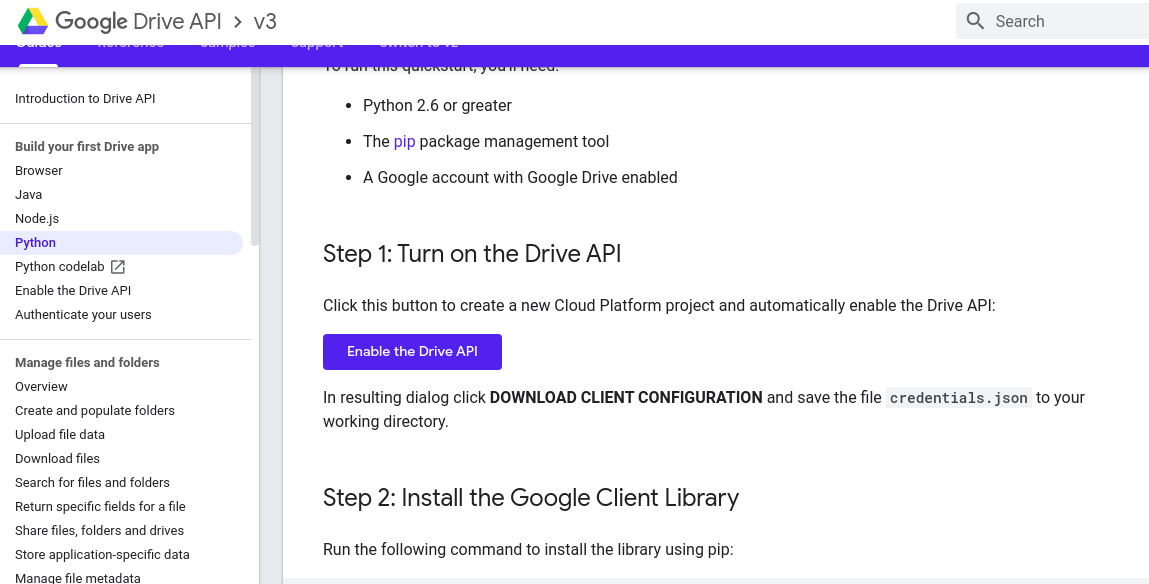 Google Drive API > v3
Search
Guides Reference Samples Support Switch to v2
Introduction to Drive API
Build your first Drive app
Browser
Java
Node.js
Python
Python codelab
Enable the Drive API
Authenticate your users
Manage files and folders
Overview
Create and populate folders
Upload file data
Download files
Search for files and folders
Return specific fields for a file
Share files, folders and drives
Store application-specific data
Manage file metadata
To run this quickstart, you'll need:
Python 2.6 or greater
The pip package management tool
A Google account with Google Drive enabled
Step 1: Turn on the Drive API
Click this button to create a new Cloud Platform project and automatically enable the Drive API:
Enable the Drive API
In resulting dialog click DOWNLOAD CLIENT CONFIGURATION and save the file credentials.json to your
working directory.
Step 2: Install the Google Client Library
Run the following command to install the library using pip: